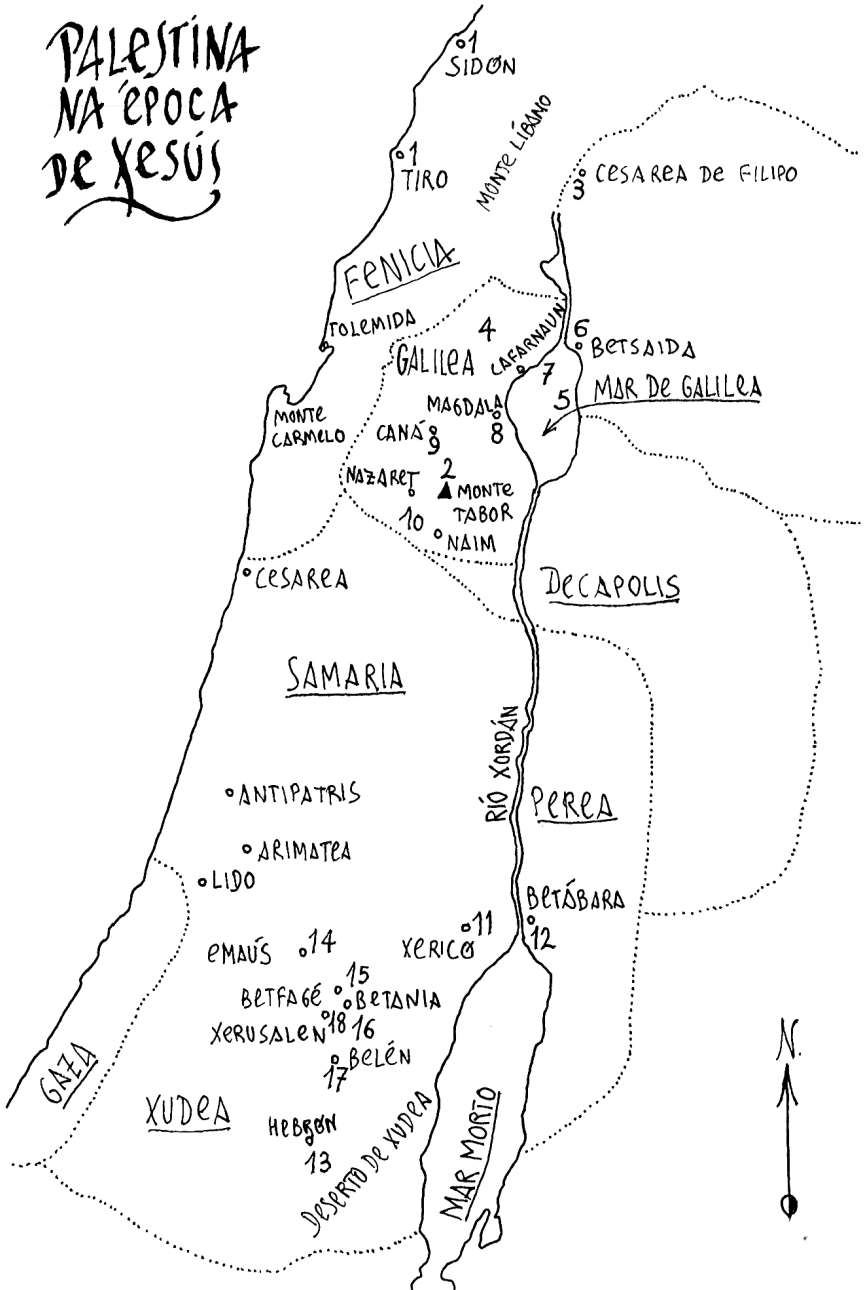 PALESTINA
NA ÉPOCA
DE XESÚS
1
SIDÓN
1
TIRO
MONTE LÍBANO
3
CESAREA DE FILIPO
FENICIA
TOLEMIDA
4
GALILEA
CAFARNAUN
7
6
BETSAIDA
5
MAR DE GALILEA
MONTE
CARMELO
MAGDALA
8
CANÁ
9
NAZARET
2
MONTE
TABOR
10
NAIM
CESAREA
DECAPOLIS
SAMARIA
RÍO XORDÁN
ANTIPATRIS
PEREA
ARIMATEA
LIDO
BETÁBARA
12
11
XERICÓ
EMAÚS
14
15
BETFAGÉ
BETANIA
XERUSALEN
18
16
BELÉN
17
GAZA
XUDEA
HEBRÓN
13
DESERTO DE XUDEA
MAR MORTO
N.